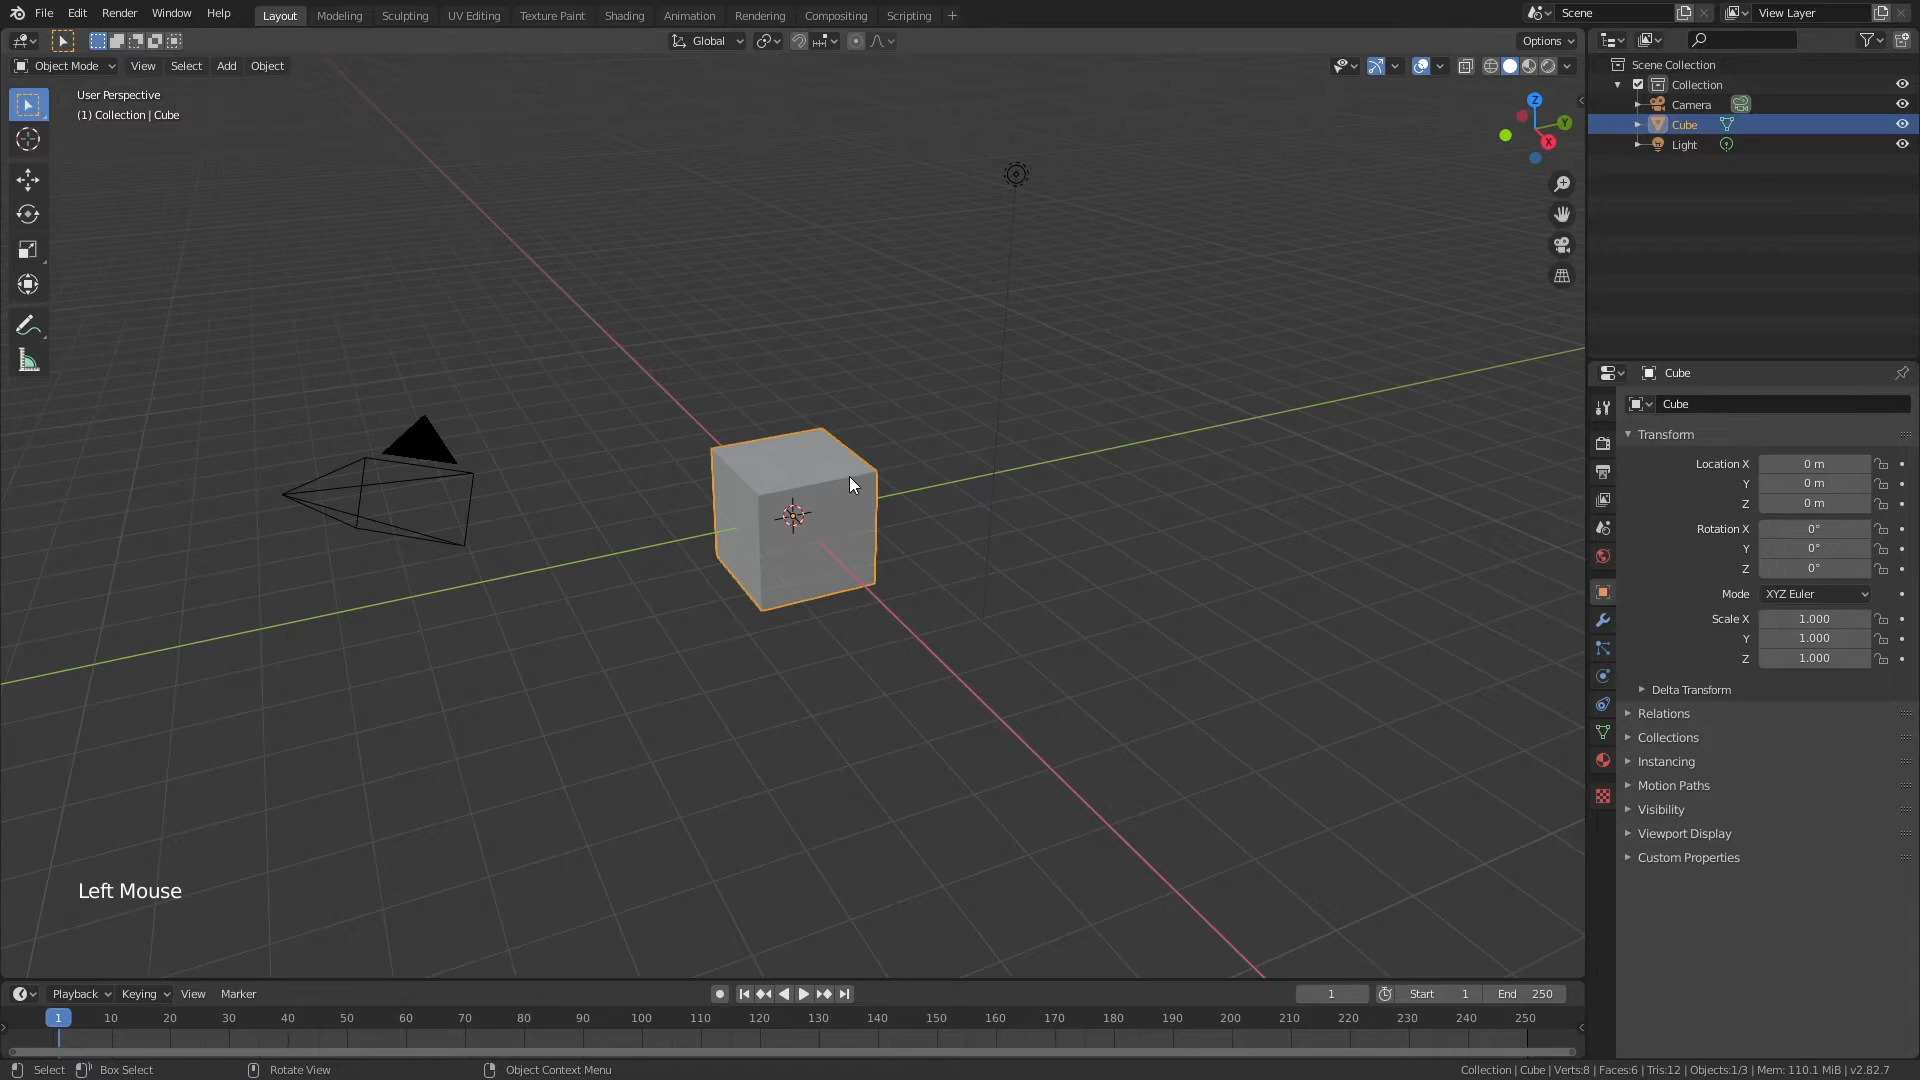 File Edit Render Window Help Layout Modeling Sculpting UV Editing Texture Paint Shading Animation Rendering Compositing Scripting + Scene View Layer
Global Options
Object Mode View Select Add Object
User Perspective
(1) Collection | Cube
Z
Y
X
Scene Collection
Collection
Camera
Cube
Light
Cube
Cube
Transform
Location X 0 m
Y 0 m
Z 0 m
Rotation X 0°
Y 0°
Z 0°
Mode XYZ Euler
Scale X 1.000
Y 1.000
Z 1.000
Delta Transform
Relations
Collections
Instancing
Motion Paths
Visibility
Viewport Display
Custom Properties
Left Mouse
Playback Keying View Marker 1 Start 1 End 250
1 10 20 30 40 50 60 70 80 90 100 110 120 130 140 150 160 170 180 190 200 210 220 230 240 250
Select Box Select Rotate View Object Context Menu Collection | Cube | Verts:8 | Faces:6 | Tris:12 | Objects:1/3 | Mem: 110.1 MiB | v2.82.7